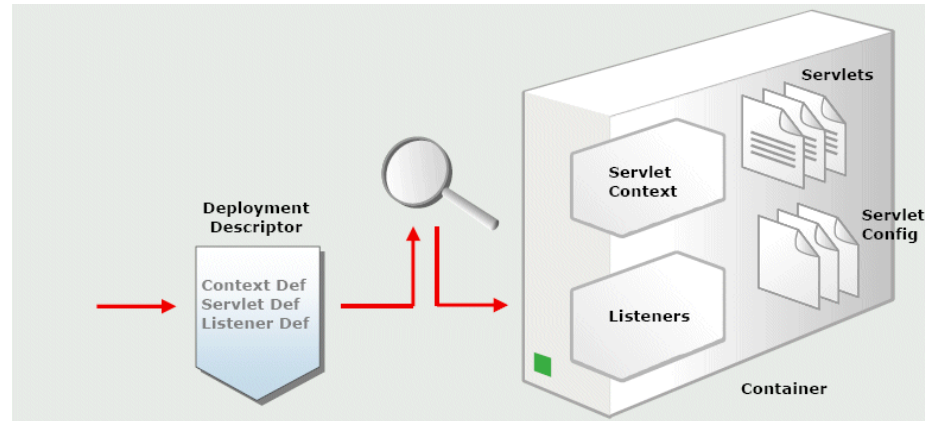 Deployment
Descriptor
Context Def
Servlet Def
Listener Def
Servlet
Context
Listeners
Servlets
Servlet
Config
Container